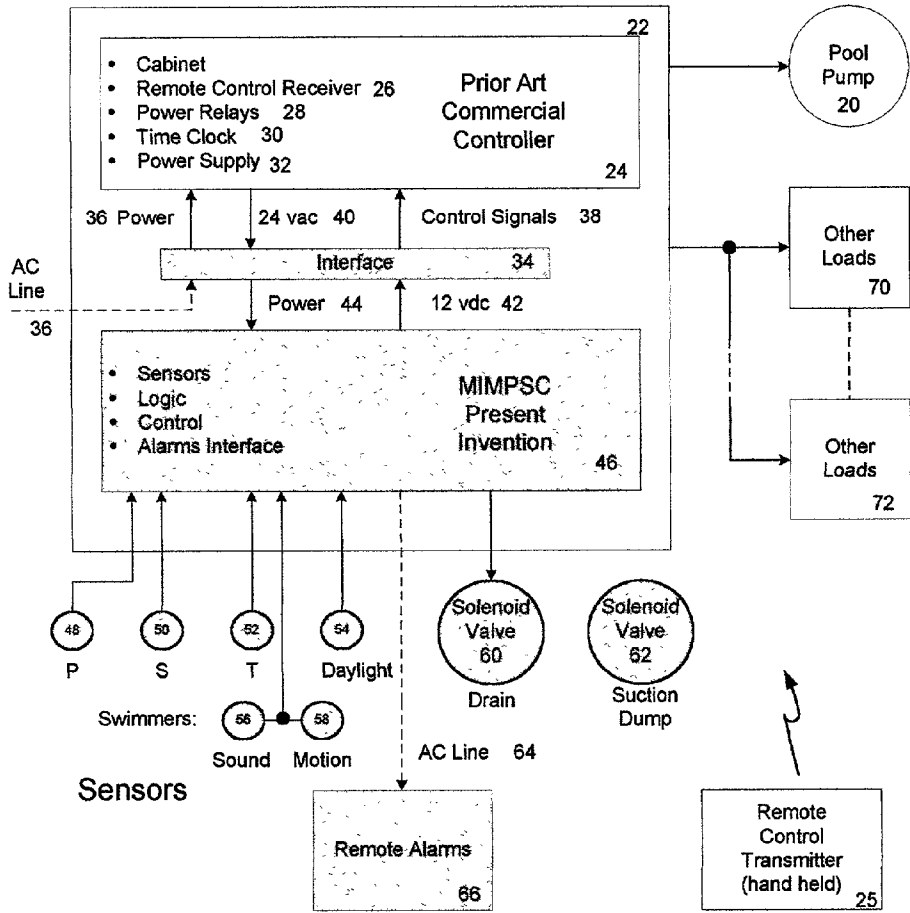 22
• Cabinet
• Remote Control Receiver 26
• Power Relays 28
• Time Clock 30
• Power Supply 32
Prior Art
Commercial
Controller
24
Pool
Pump
20
36 Power
24 vac 40
Control Signals 38
Interface 34
AC
Line
36
Power 44
12 vdc 42
Other
Loads
70
• Sensors
• Logic
• Control
• Alarms Interface
MIMPSC
Present
Invention
46
Other
Loads
72
48
P
50
S
52
T
54
Daylight
Solenoid
Valve
60
Drain
Solenoid
Valve
62
Suction
Dump
Swimmers:
56
Sound
58
Motion
AC Line 64
Sensors
Remote Alarms
66
Remote
Control
Transmitter
(hand held)
25